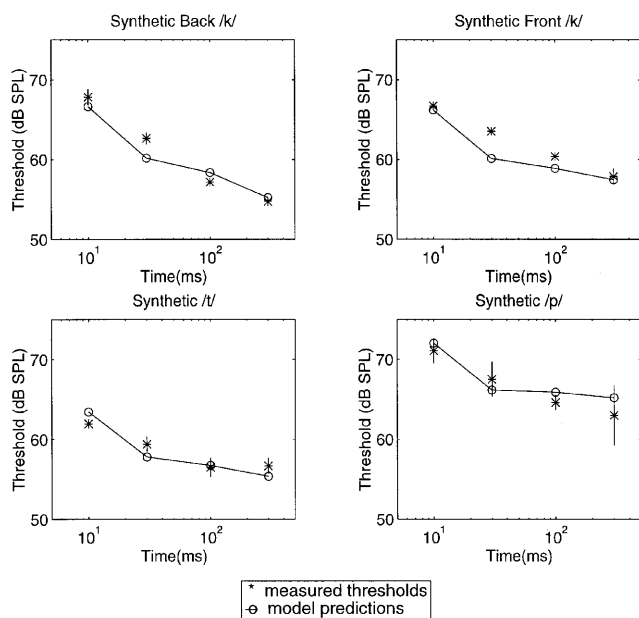 Synthetic Back /k/
Threshold (dB SPL)
70
60
50
10^1
10^2
Time(ms)
Synthetic Front /k/
Threshold (dB SPL)
70
60
50
10^1
10^2
Time(ms)
Synthetic /t/
Threshold (dB SPL)
70
60
50
10^1
10^2
Time(ms)
Synthetic /p/
Threshold (dB SPL)
70
60
50
10^1
10^2
Time(ms)
* measured thresholds
model predictions